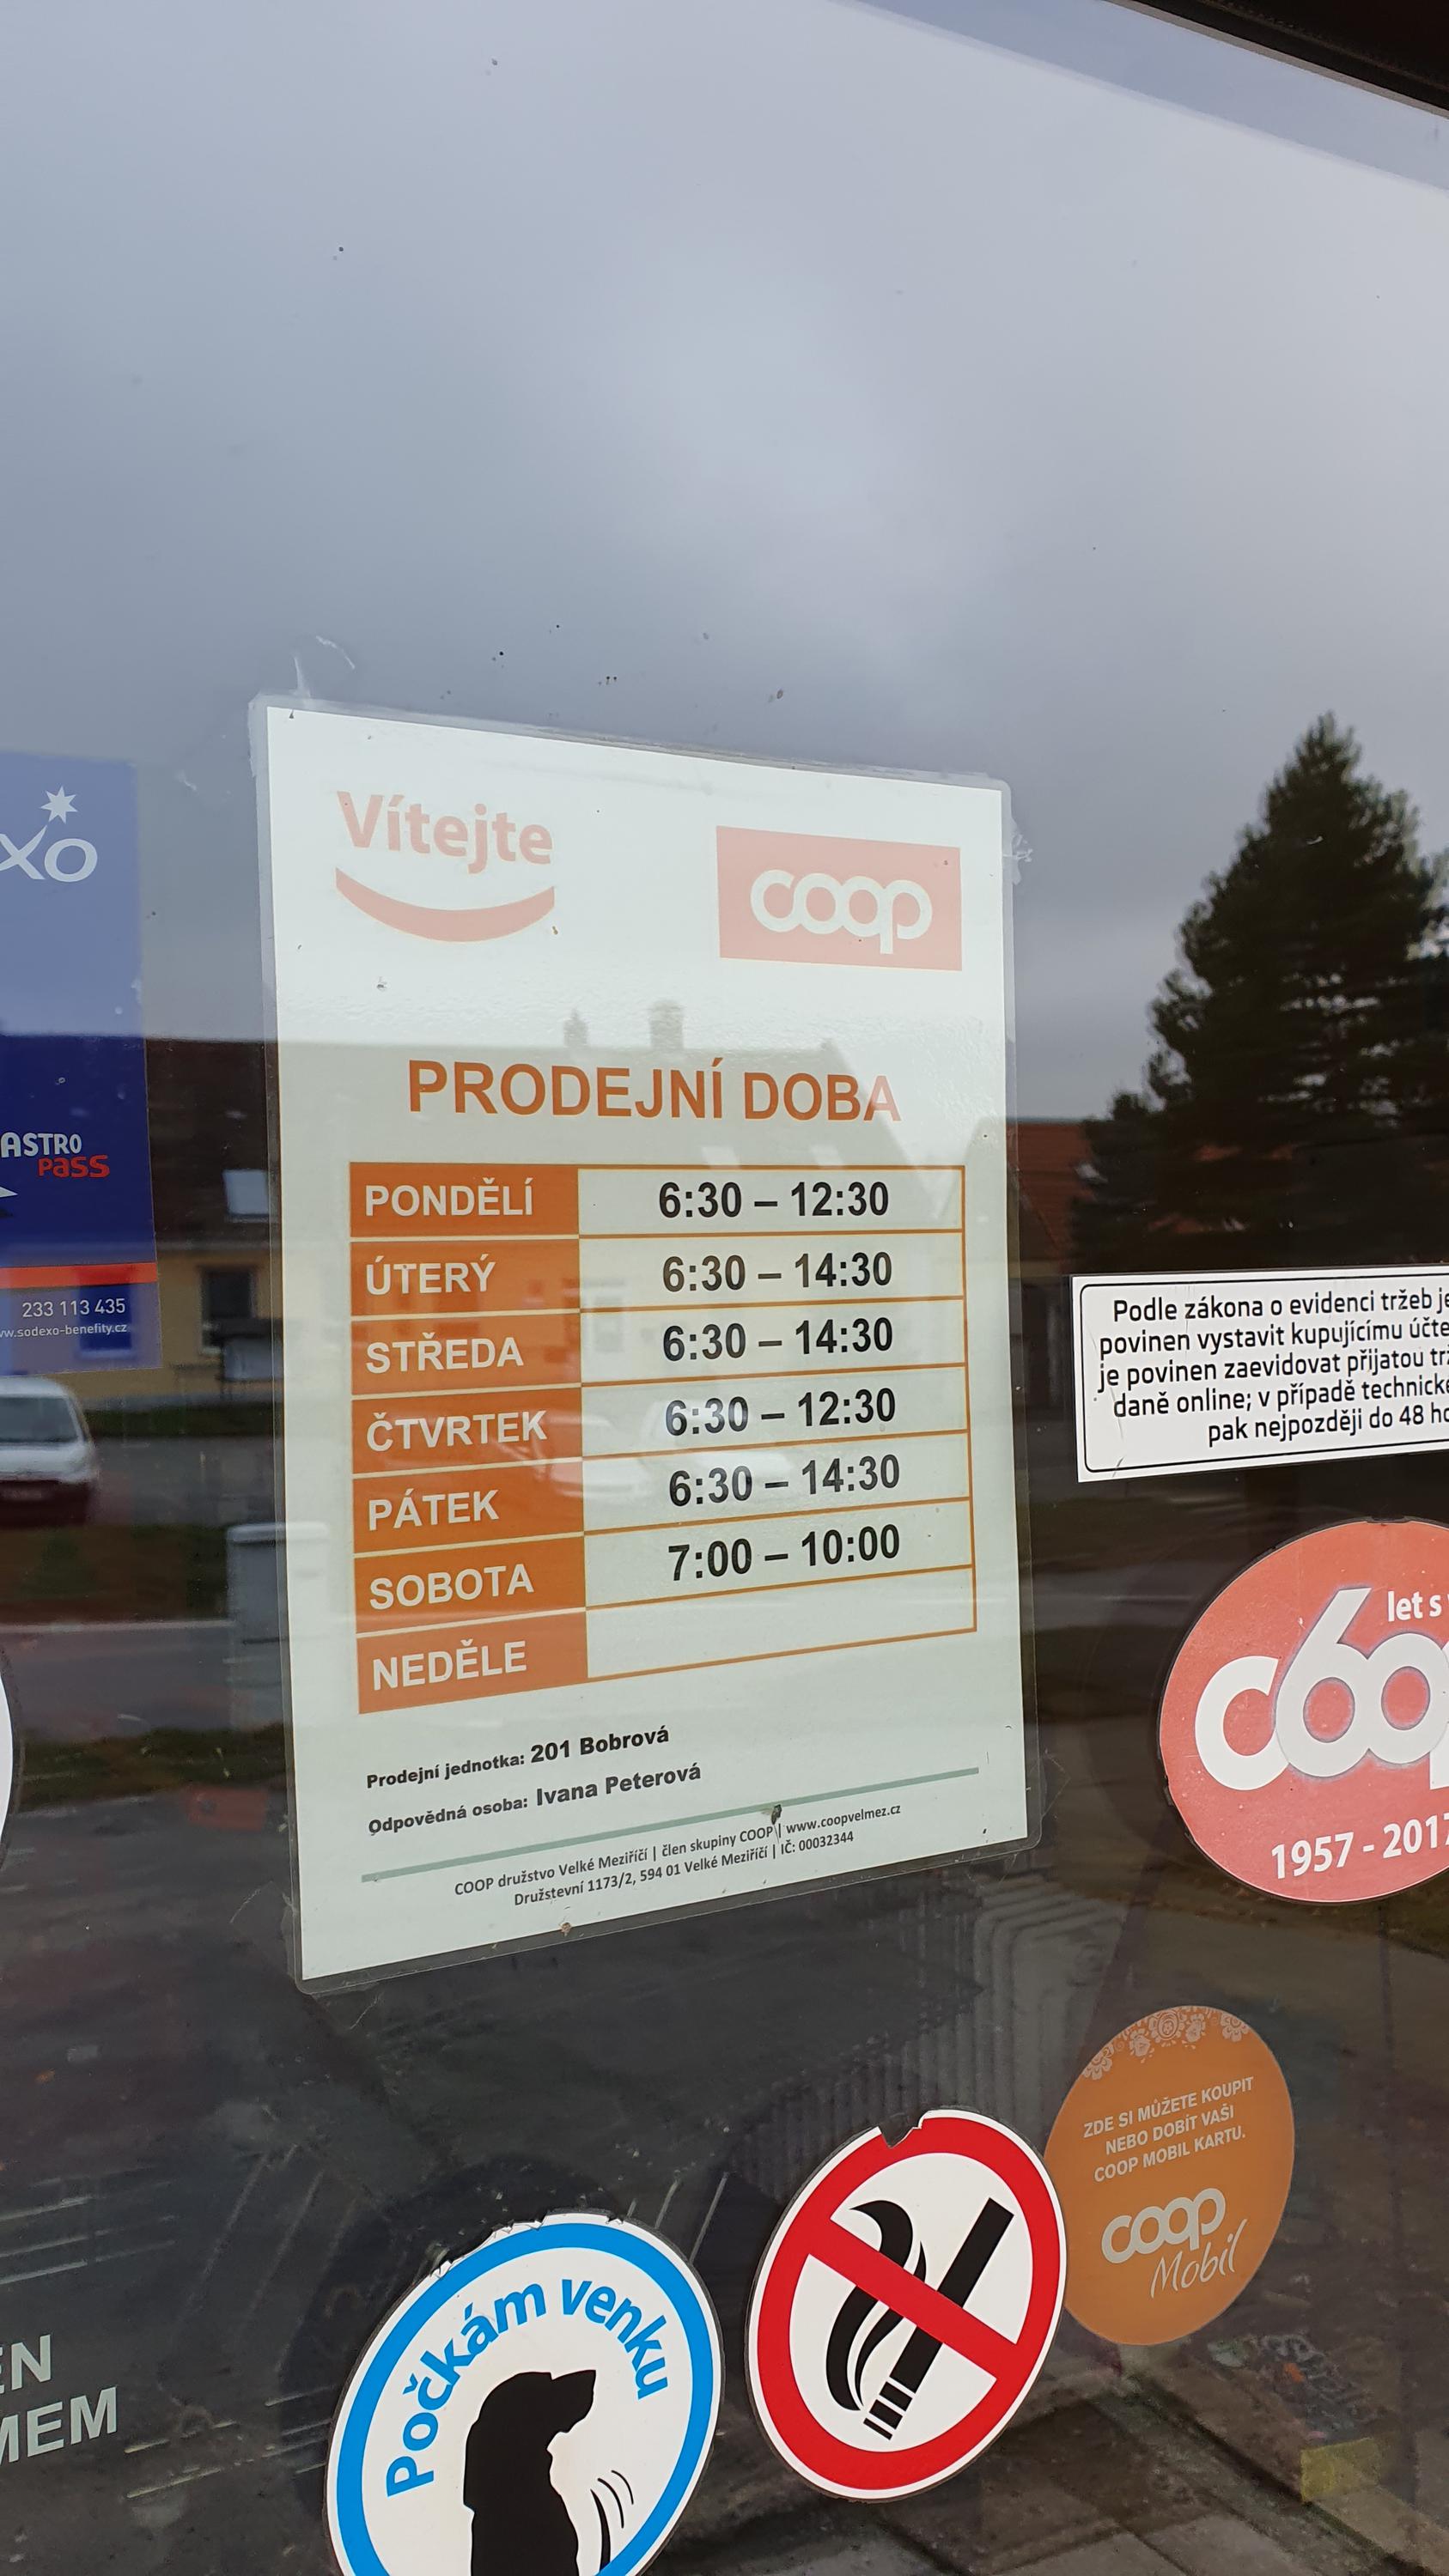 XO
ASTRO
PASS
233 113 435
www.sodexo-benefity.cz
Vítejte
coop
PRODEJNÍ DOBA
PONDĚLÍ 6:30 – 12:30
ÚTERÝ 6:30 – 14:30
STŘEDA 6:30 – 14:30
ČTVRTEK 6:30 – 12:30
PÁTEK 6:30 – 14:30
SOBOTA 7:00 – 10:00
NEDĚLE
Prodejní jednotka: 201 Bobrová
Odpovědná osoba: Ivana Peterová
COOP družstvo Velké Meziříčí | člen skupiny COOP | www.coopvelmez.cz
Družstevní 1173/2, 594 01 Velké Meziříčí | IČ: 00032344
Podle zákona o evidenci tržeb je
povinen vystavit kupujícímu účte
je povinen zaevidovat přijatou trž
daně online; v případě technické
pak nejpozději do 48 ho
let s
c60p
1957 - 2017
ZDE SI MŮŽETE KOUPIT
NEBO DOBÍT VAŠI
COOP MOBIL KARTU.
coop
Mobil
Počkám venku
EN
MEM